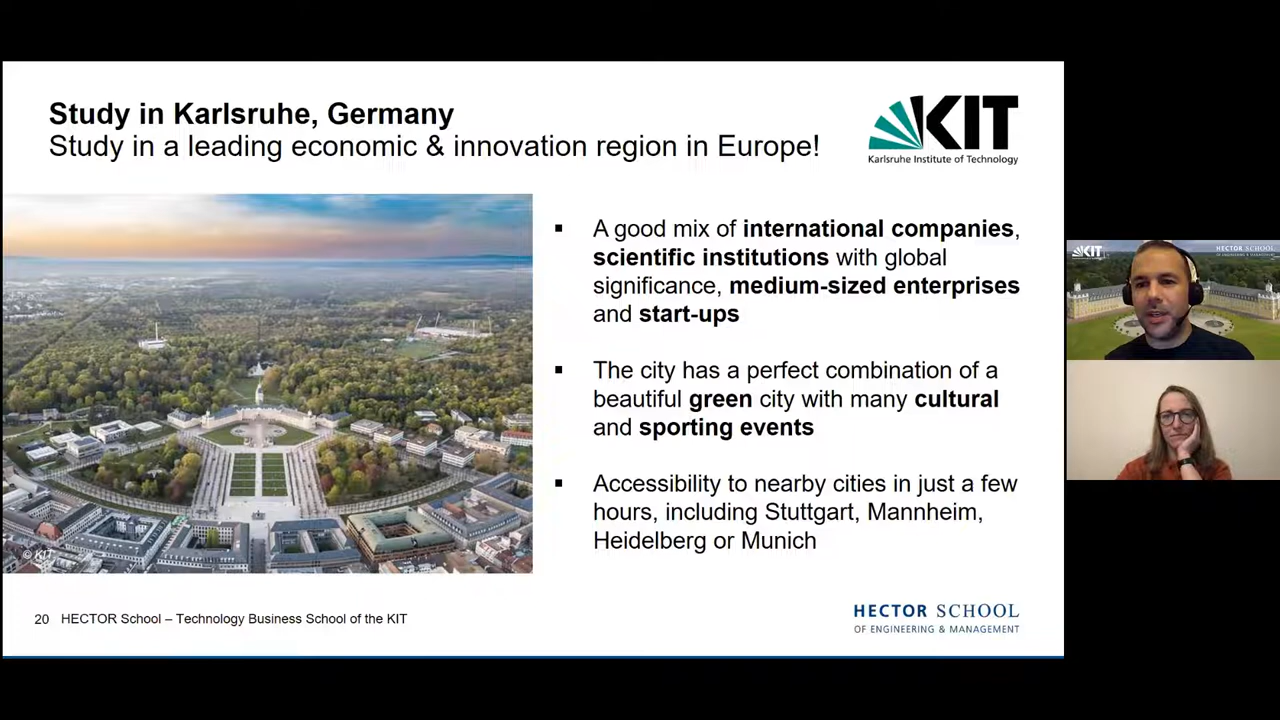 Study in Karlsruhe, Germany
Study in a leading economic & innovation region in Europe!
KIT
Karlsruhe Institute of Technology
▪ A good mix of international companies,
scientific institutions with global
significance, medium-sized enterprises
and start-ups
▪ The city has a perfect combination of a
beautiful green city with many cultural
and sporting events
▪ Accessibility to nearby cities in just a few
hours, including Stuttgart, Mannheim,
Heidelberg or Munich
© KIT
20 HECTOR School – Technology Business School of the KIT
HECTOR SCHOOL
OF ENGINEERING & MANAGEMENT
KIT
HECTOR SCHOOL
OF ENGINEERING & MANAGEMENT